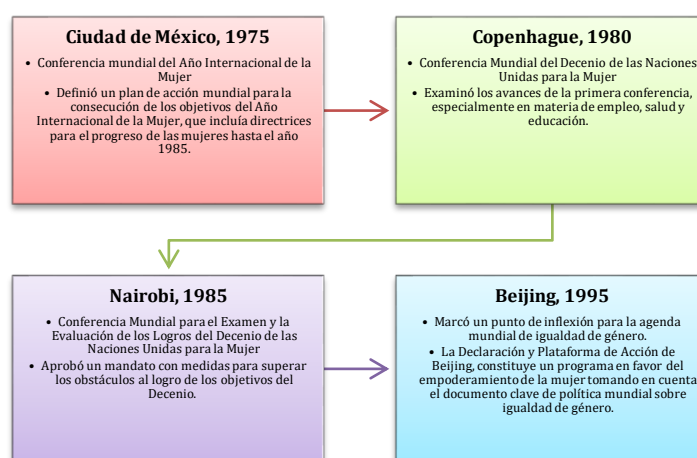 Ciudad de México, 1975
• Conferencia mundial del Año Internacional de la
Mujer
• Definió un plan de acción mundial para la
consecución de los objetivos del Año
Internacional de la Mujer, que incluía directrices
para el progreso de las mujeres hasta el año
1985.
Copenhague, 1980
• Conferencia Mundial del Decenio de las Naciones
Unidas para la Mujer
• Examinó los avances de la primera conferencia,
especialmente en materia de empleo, salud y
educación.
Nairobi, 1985
• Conferencia Mundial para el Examen y la
Evaluación de los Logros del Decenio de las
Naciones Unidas para la Mujer
• Aprobó un mandato con medidas para superar
los obstáculos al logro de los objetivos del
Decenio.
Beijing, 1995
• Marcó un punto de inflexión para la agenda
mundial de igualdad de género.
• La Declaración y Plataforma de Acción de
Beijing, constituye un programa en favor del
empoderamiento de la mujer tomando en cuenta
el documento clave de política mundial sobre
igualdad de género.